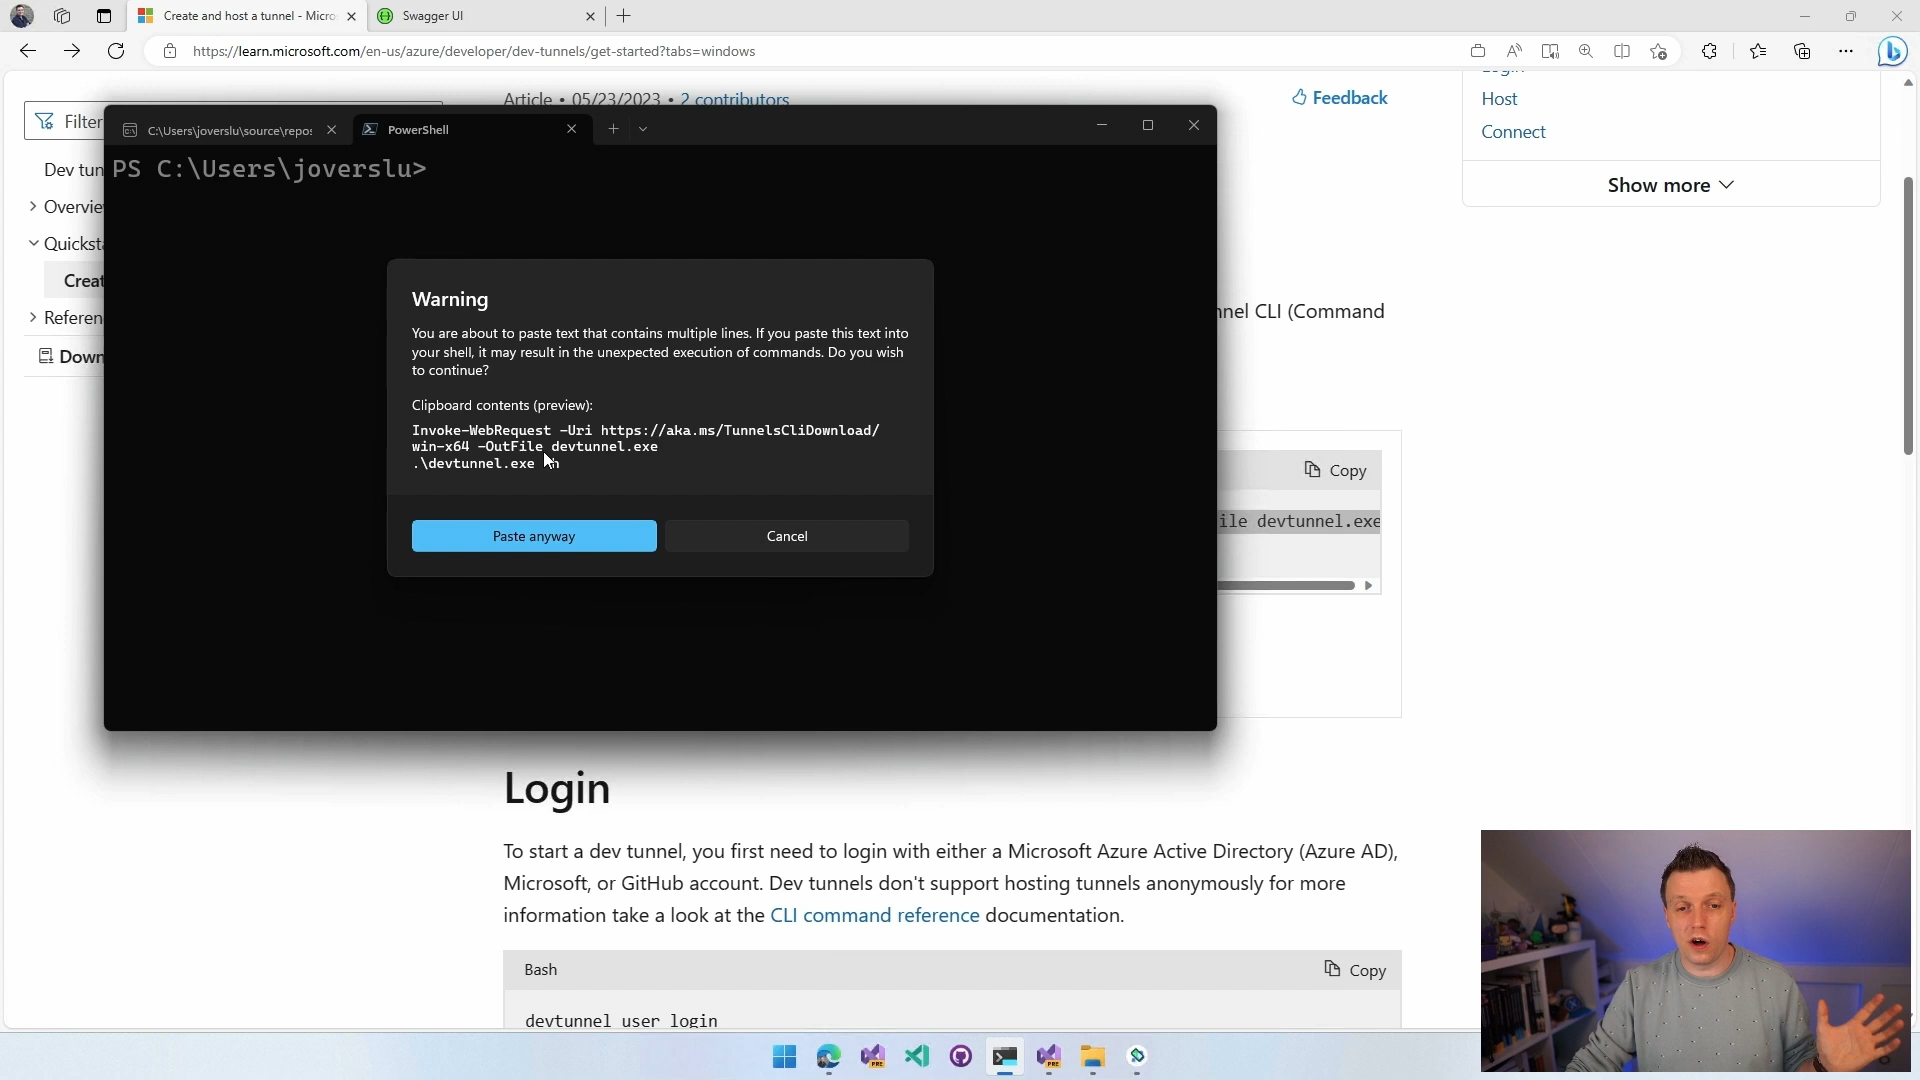 Create and host a tunnel - Micro
Swagger UI
https://learn.microsoft.com/en-us/azure/developer/dev-tunnels/get-started?tabs=windows
Article • 05/23/2023 • 2 contributors
Feedback
Login
Host
Connect
Show more
Filter
Dev tun
Overvie
Quicksta
Creat
Referen
Down
C:\Users\joverslu\source\repos
PowerShell
PS C:\Users\joverslu>
Warning
You are about to paste text that contains multiple lines. If you paste this text into
your shell, it may result in the unexpected execution of commands. Do you wish
to continue?
Clipboard contents (preview):
Invoke-WebRequest -Uri https://aka.ms/TunnelsCliDownload/
win-x64 -OutFile devtunnel.exe
.\devtunnel.exe -h
Paste anyway
Cancel
nnel CLI (Command
Copy
ile devtunnel.exe
Login
To start a dev tunnel, you first need to login with either a Microsoft Azure Active Directory (Azure AD),
Microsoft, or GitHub account. Dev tunnels don't support hosting tunnels anonymously for more
information take a look at the CLI command reference documentation.
Bash
Copy
devtunnel user login
PRE
PRE